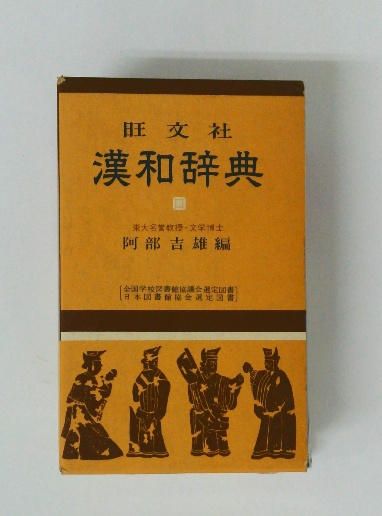 旺文社
漢和辞典
東大名誉教授・文学博士
阿部吉雄編
全国学校図書館協議会選定図書
日本図書館協会選定図書